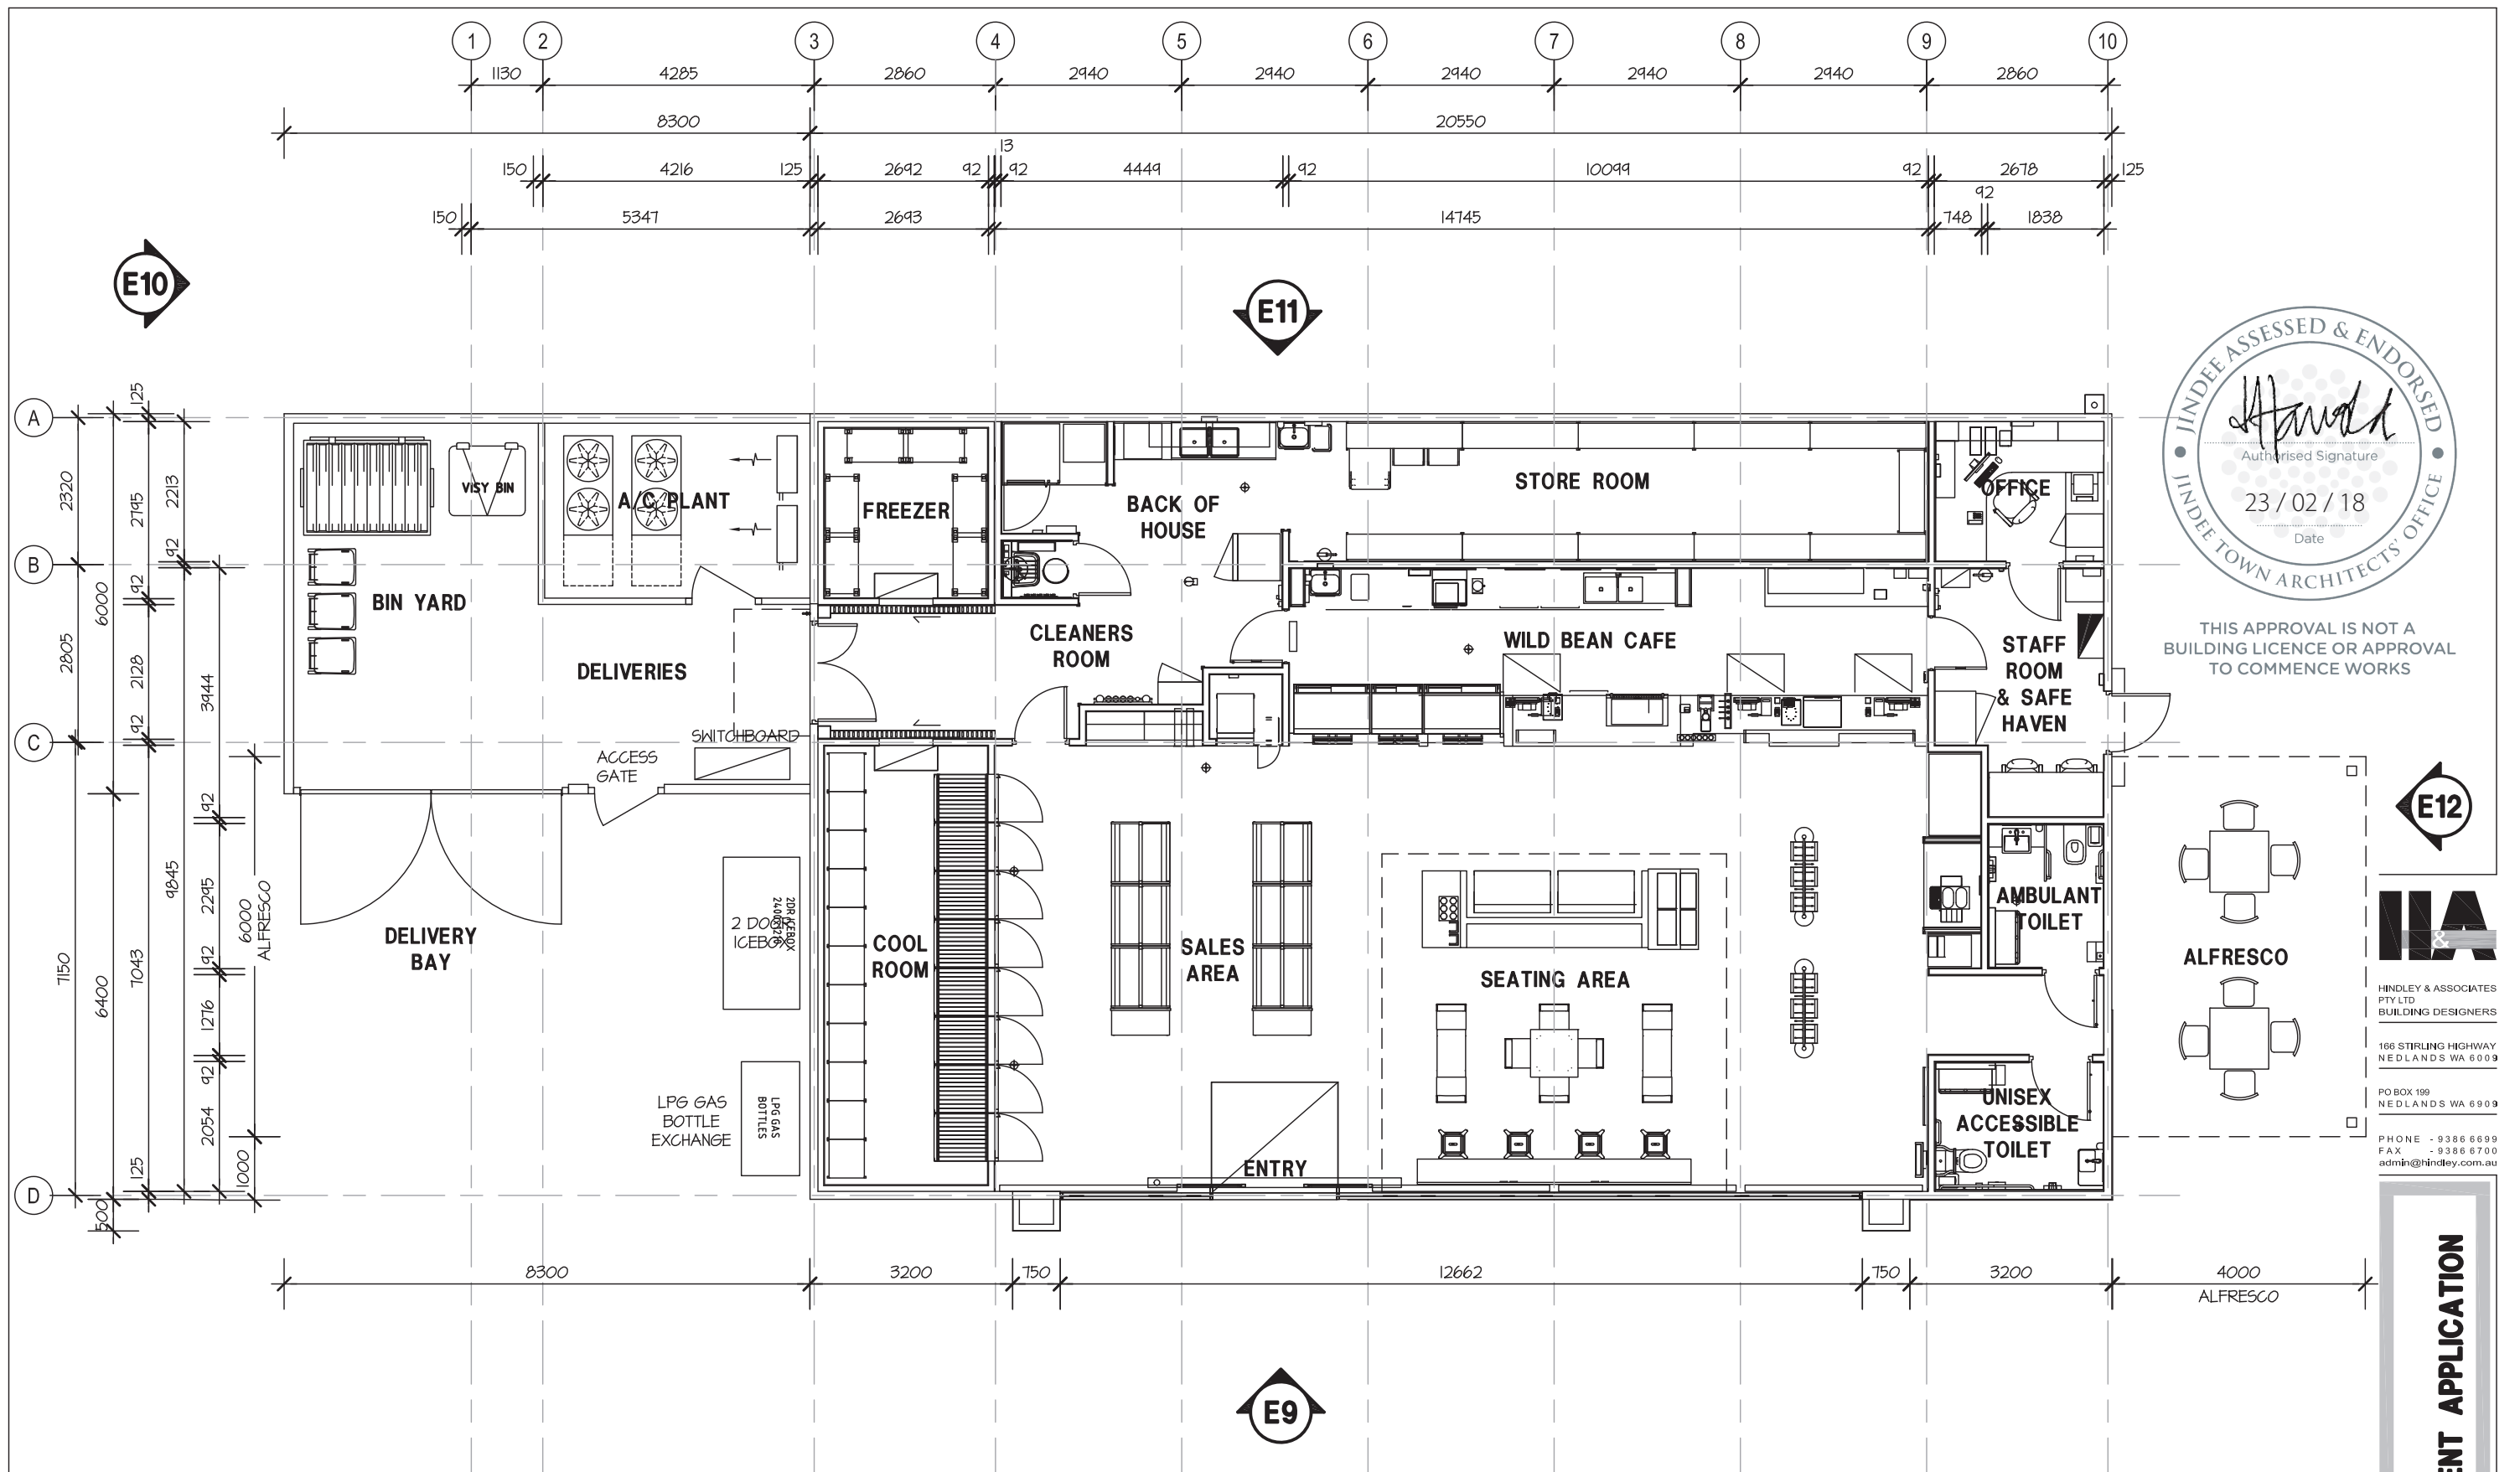 1 2 3 4 5 6 7 8 9 10
1130 4285 2860 2940 2940 2940 2940 2940 2860
8300 20550
13
150 4216 125 2692 92 92 4449 92 10099 92 2678 125
92
150 5347 2693 14745 748 1838
E10
E11
JINDEE ASSESSED & ENDORSED
Authorised Signature
23 / 02 / 18
Date
JINDEE TOWN ARCHITECTS' OFFICE
THIS APPROVAL IS NOT A
BUILDING LICENCE OR APPROVAL
TO COMMENCE WORKS
A
B
C
D
2320
2805
7150
6000
6400
500
125
2195
92
2128
92
7043
125
2213
92
9845
3944
92
2295
92
1276
92
2054
6000
ALFRESCO
1000
VISY BIN
A/C PLANT
FREEZER
BACK OF
HOUSE
STORE ROOM
OFFICE
BIN YARD
DELIVERIES
CLEANERS
ROOM
WILD BEAN CAFE
STAFF
ROOM
& SAFE
HAVEN
SWITCHBOARD
ACCESS
GATE
DELIVERY
BAY
2 DOOR
ICEBOX
2DR ICEBOX
COOL
ROOM
SALES
AREA
SEATING AREA
AMBULANT
TOILET
ALFRESCO
E12
LPG GAS
BOTTLE
EXCHANGE
LPG GAS
BOTTLES
ENTRY
UNISEX
ACCESSIBLE
TOILET
8300 3200 750 12662 750 3200 4000
ALFRESCO
E9
H&A
HINDLEY & ASSOCIATES
PTY LTD
BUILDING DESIGNERS
166 STIRLING HIGHWAY
NEDLANDS WA 6009
PO BOX 199
NEDLANDS WA 6909
PHONE - 9386 6699
FAX - 9386 6700
admin@hindley.com.au
ENT APPLICATION